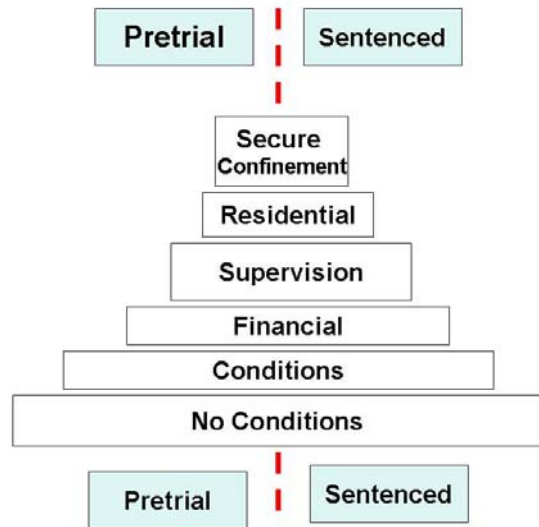 Pretrial
Sentenced
Secure
Confinement
Residential
Supervision
Financial
Conditions
No Conditions
Pretrial
Sentenced